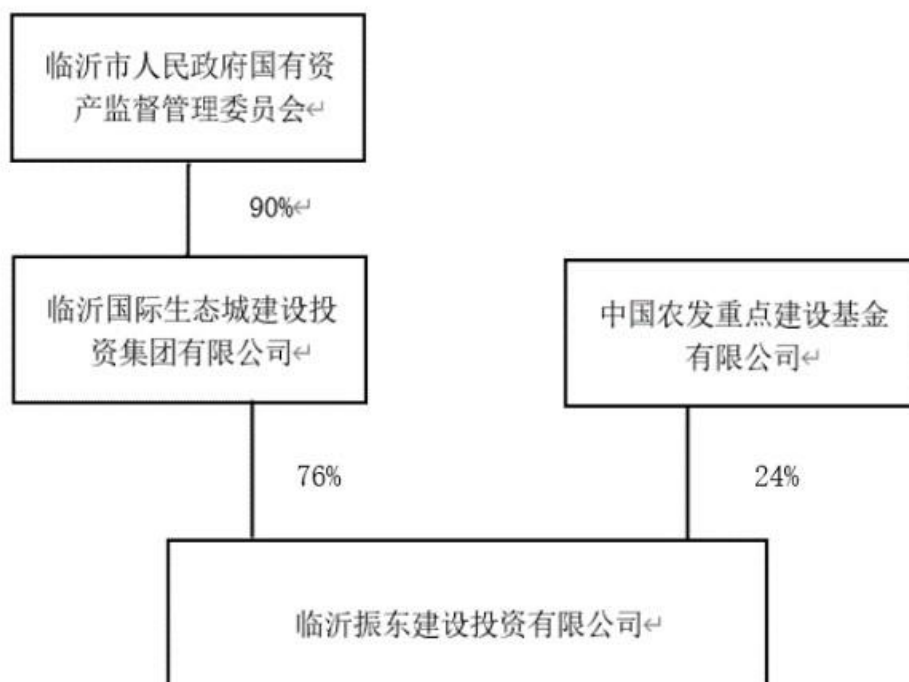 临沂市人民政府国有资
产监督管理委员会↵
90%↵
临沂国际生态城建设投
资集团有限公司↵
中国农发重点建设基金
有限公司↵
76%
24%
临沂振东建设投资有限公司↵